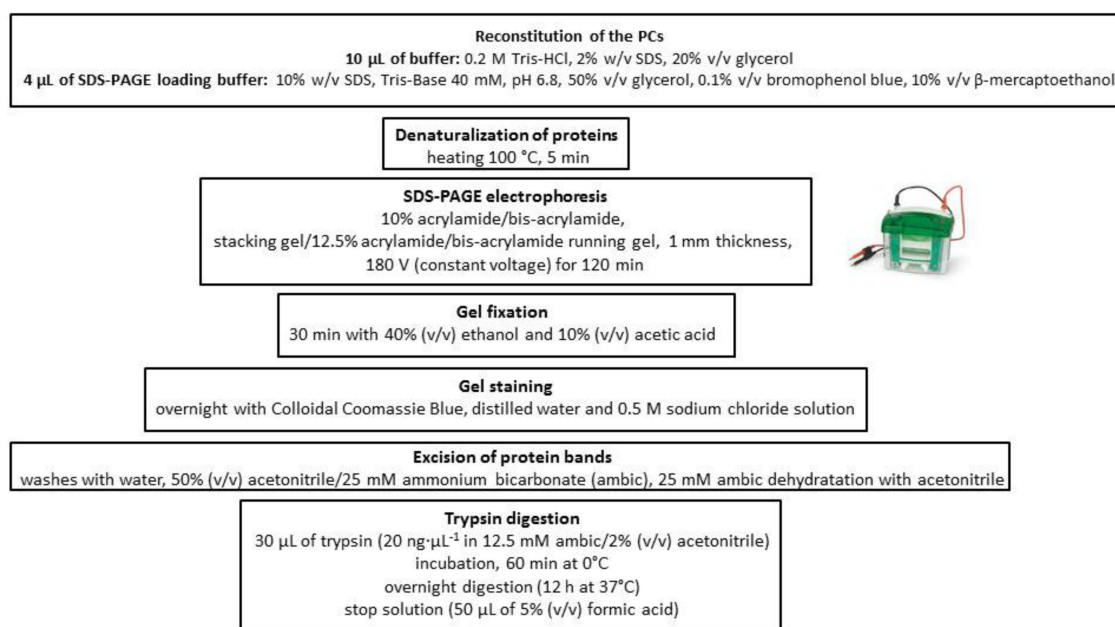 Reconstitution of the PCs
10 µL of buffer: 0.2 M Tris-HCl, 2% w/v SDS, 20% v/v glycerol
4 µL of SDS-PAGE loading buffer: 10% w/v SDS, Tris-Base 40 mM, pH 6.8, 50% v/v glycerol, 0.1% v/v bromophenol blue, 10% v/v β-mercaptoethanol
Denaturalization of proteins
heating 100 °C, 5 min
SDS-PAGE electrophoresis
10% acrylamide/bis-acrylamide,
stacking gel/12.5% acrylamide/bis-acrylamide running gel, 1 mm thickness,
180 V (constant voltage) for 120 min
Gel fixation
30 min with 40% (v/v) ethanol and 10% (v/v) acetic acid
Gel staining
overnight with Colloidal Coomassie Blue, distilled water and 0.5 M sodium chloride solution
Excision of protein bands
washes with water, 50% (v/v) acetonitrile/25 mM ammonium bicarbonate (ambic), 25 mM ambic dehydratation with acetonitrile
Trypsin digestion
30 µL of trypsin (20 ng·µL⁻¹ in 12.5 mM ambic/2% (v/v) acetonitrile)
incubation, 60 min at 0°C
overnight digestion (12 h at 37°C)
stop solution (50 µL of 5% (v/v) formic acid)